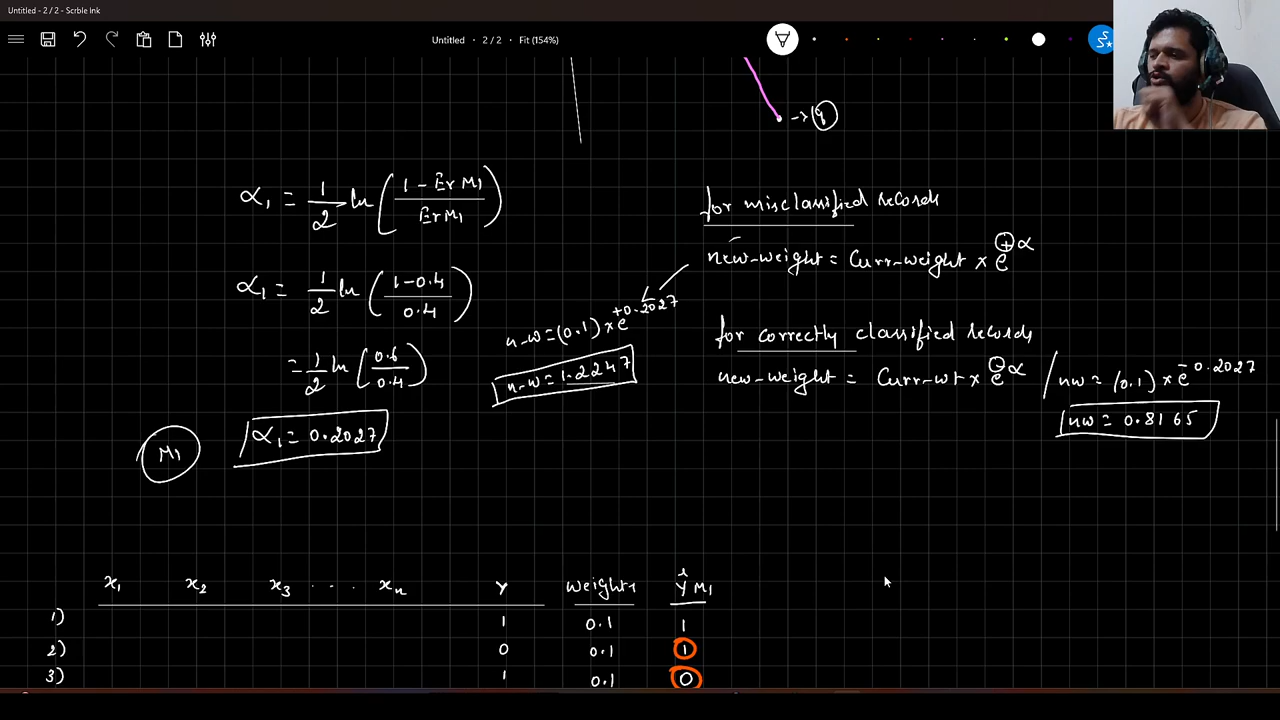 Untitled - 2 / 2 - Scrble Ink
Untitled • 2 / 2 • Fit (154%)
→ 9
α₁ = 1/2 ln (1 - Er M₁ / Er M₁)
for misclassified records
new-weight = Curr-weight × e^+α
α₁ = 1/2 ln (1-0.4 / 0.4)
n-w = (0.1) × e^+0.2027
n-w = 1.2247
for correctly classified records
new-weight = Curr-wt × e^-α
nw = (0.1) × e^-0.2027
nw = 0.8165
= 1/2 ln (0.6 / 0.4)
α₁ = 0.2027
M₁
x₁ x₂ x₃ ... xₙ Y weights ŷ M₁
1) 1 0.1 1
2) 0 0.1 1
3) 1 0.1 0